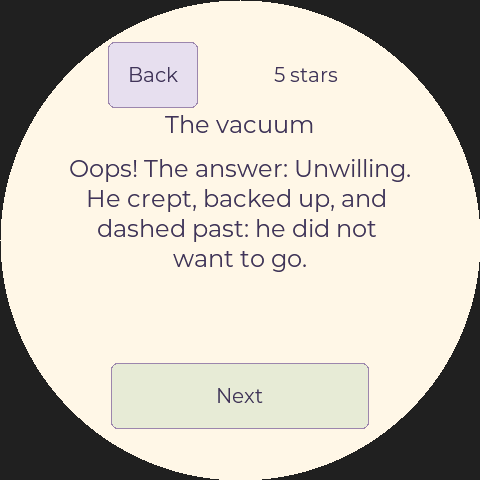 Back
5 stars
The vacuum
Oops! The answer: Unwilling.
He crept, backed up, and
dashed past: he did not
want to go.
Next